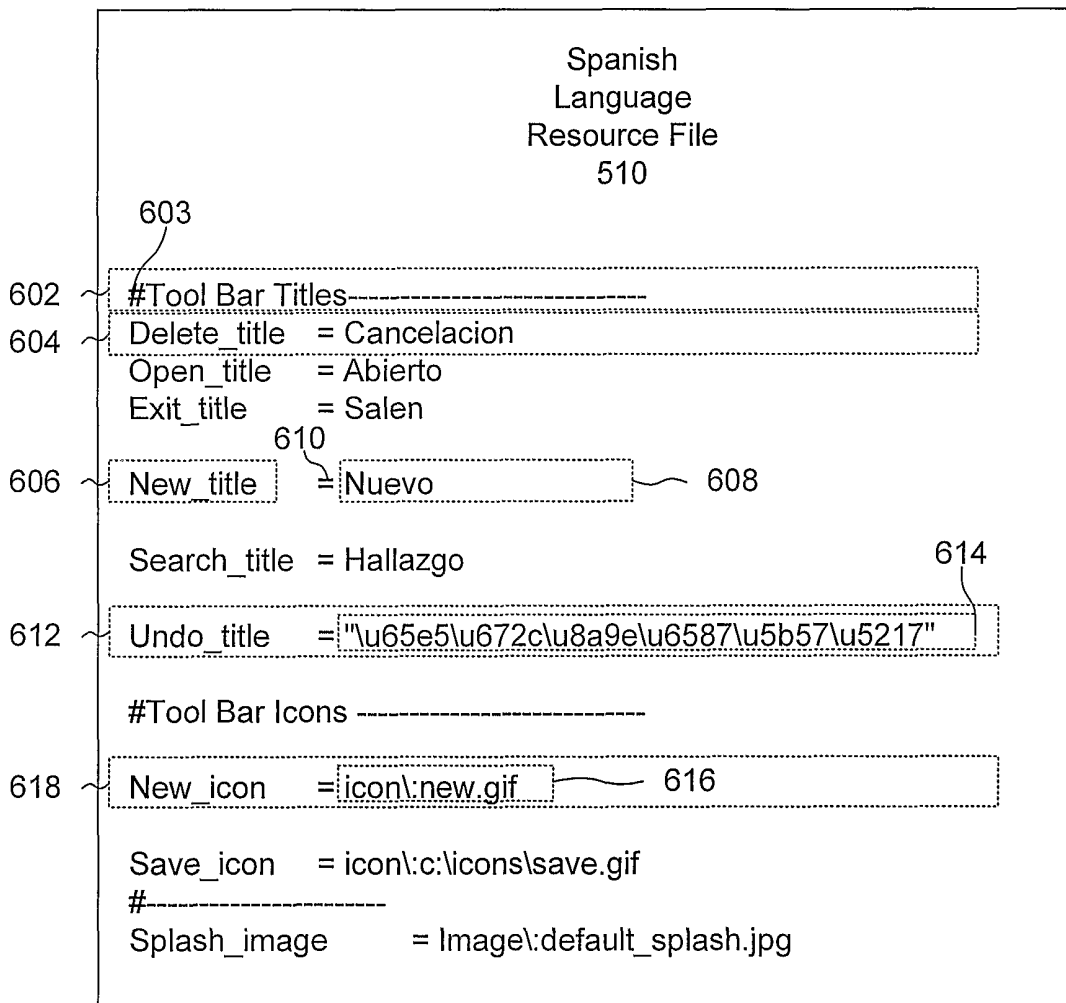 Spanish
Language
Resource File
510
603
602 #Tool Bar Titles----------------------------
604 Delete_title = Cancelacion
Open_title = Abierto
Exit_title = Salen
610
606 New_title = Nuevo 608
Search_title = Hallazgo
614
612 Undo_title = "\u65e5\u672c\u8a9e\u6587\u5b57\u5217"
#Tool Bar Icons ---------------------------
618 New_icon = icon\:new.gif 616
Save_icon = icon\:c:\icons\save.gif
#-----------------------
Splash_image = Image\:default_splash.jpg